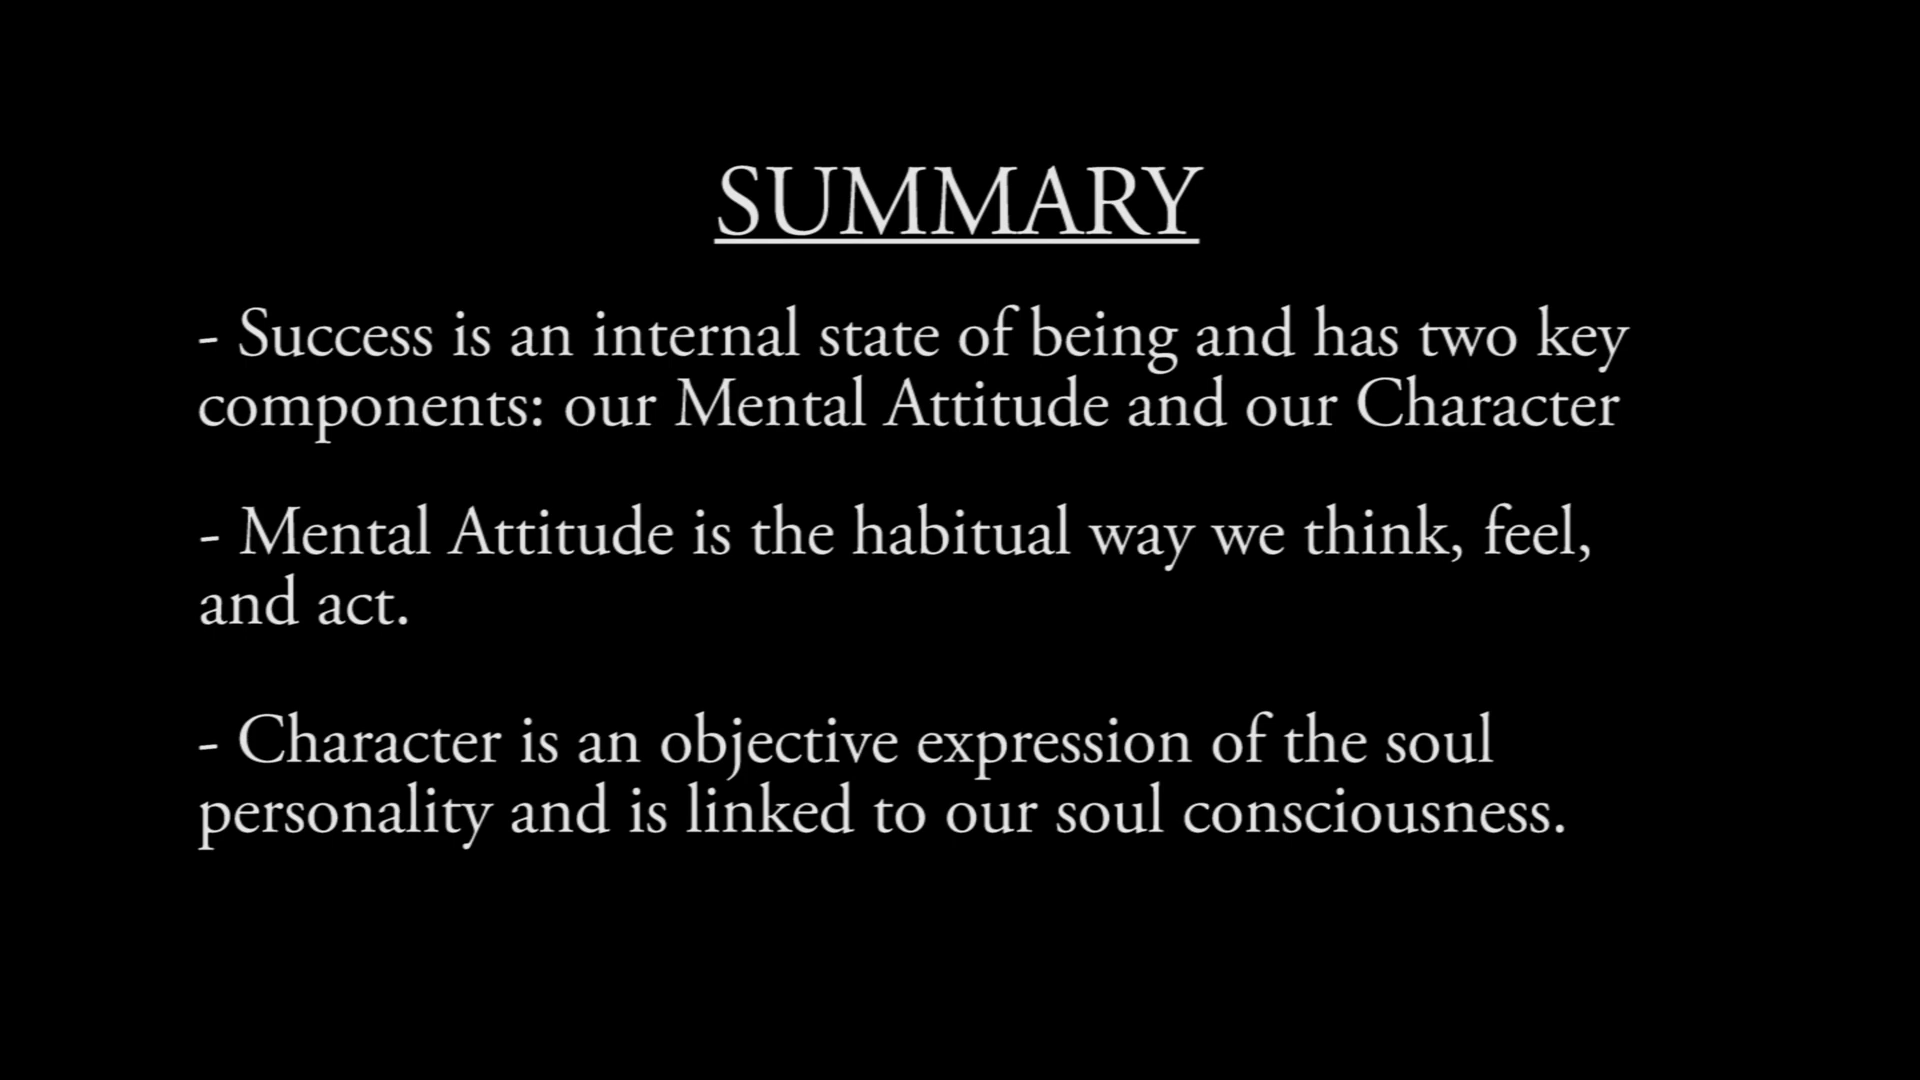 SUMMARY
- Success is an internal state of being and has two key
components: our Mental Attitude and our Character
- Mental Attitude is the habitual way we think, feel,
and act.
- Character is an objective expression of the soul
personality and is linked to our soul consciousness.